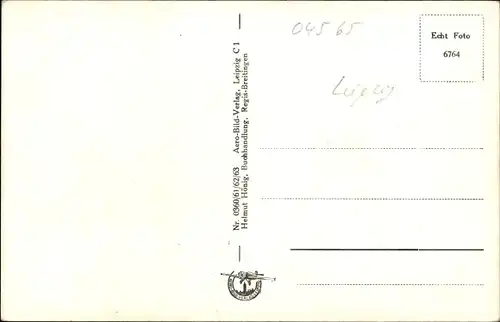 04565
Echt Foto
6764
Leipzig
Nr. 0360/61/62/63 Aero-Bild-Verlag, Leipzig C 1
Helmut Hönig, Buchhandlung, Regis-Breitingen